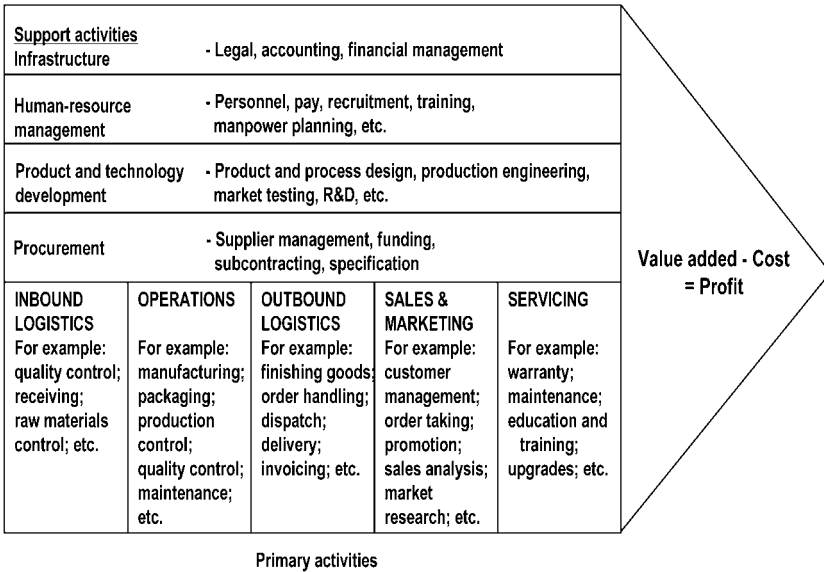 Support activities
Infrastructure
- Legal, accounting, financial management
Human-resource
management
- Personnel, pay, recruitment, training,
manpower planning, etc.
Product and technology
development
- Product and process design, production engineering,
market testing, R&D, etc.
Procurement
- Supplier management, funding,
subcontracting, specification
INBOUND
LOGISTICS
For example:
quality control;
receiving;
raw materials
control; etc.
OPERATIONS
For example:
manufacturing;
packaging;
production
control;
quality control;
maintenance;
etc.
OUTBOUND
LOGISTICS
For example:
finishing goods;
order handling;
dispatch;
delivery;
invoicing; etc.
SALES &
MARKETING
For example:
customer
management;
order taking;
promotion;
sales analysis;
market
research; etc.
SERVICING
For example:
warranty;
maintenance;
education and
training;
upgrades; etc.
Value added - Cost
= Profit
Primary activities